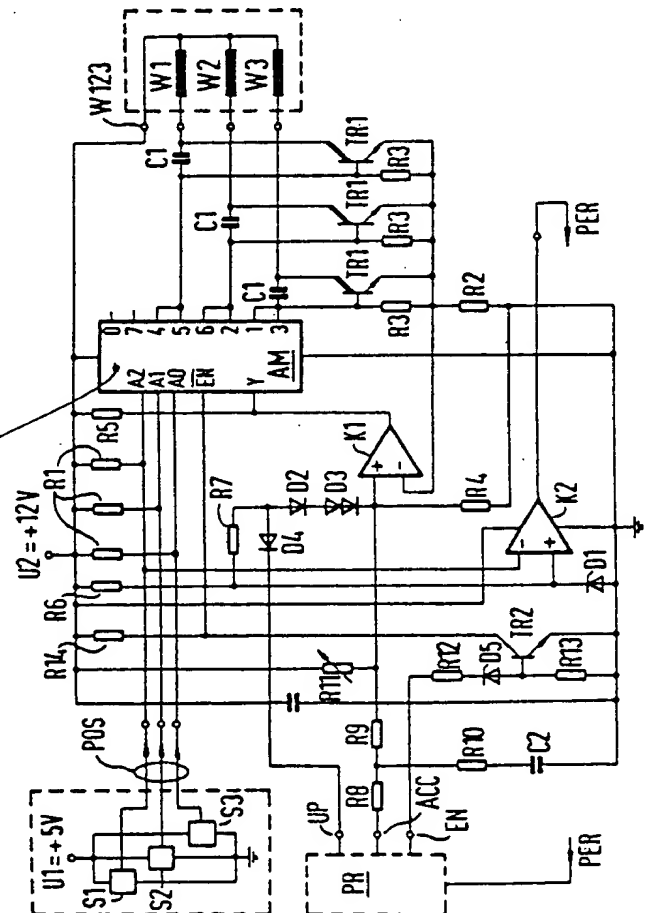 W123
W1
W2
W3
C1
C1
C1
TR1
TR1
TR1
R3
R3
R3
R2
0
7
4
5
6
2
1
3
A2
A1
A0
EN
Y
AM
R5
R1
U2=+12V
R6
R14
R7
D2
D3
D4
K1
+
-
R4
K2
-
+
D1
PER
R11
R12
D5
TR2
R13
R9
R10
C2
R8
POS
U1=+5V
S1
S2
S3
UP
ACC
EN
PR
PER